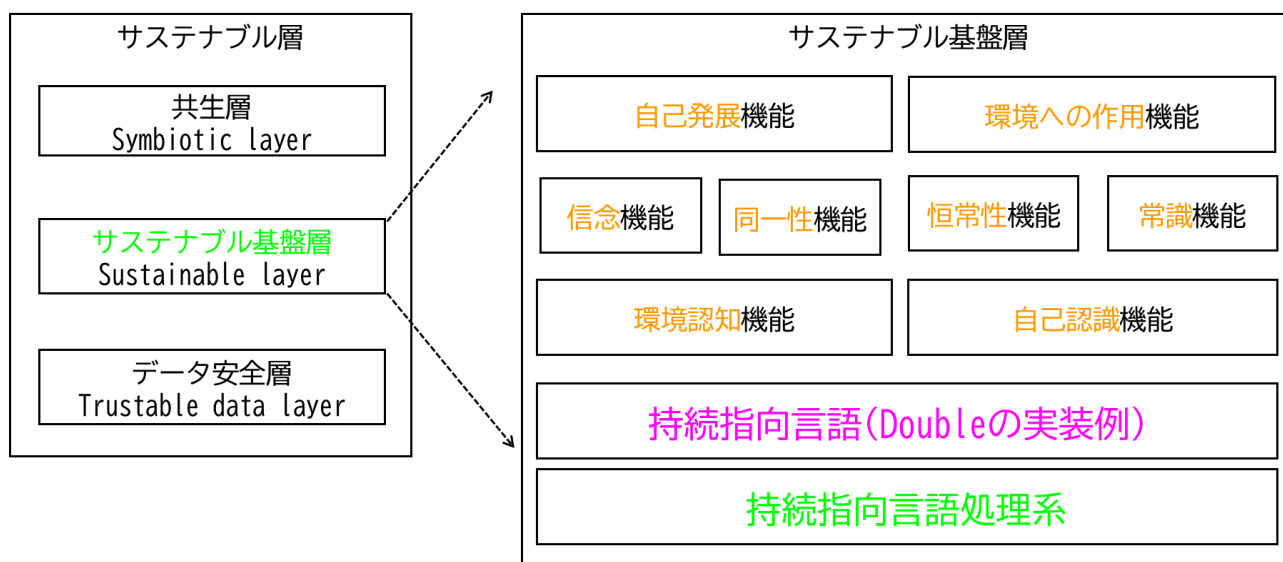 サステナブル層
共生層
Symbiotic layer
サステナブル基盤層
Sustainable layer
データ安全層
Trustable data layer
サステナブル基盤層
自己発展機能
環境への作用機能
信念機能
同一性機能
恒常性機能
常識機能
環境認知機能
自己認識機能
持続指向言語(Doubleの実装例)
持続指向言語処理系